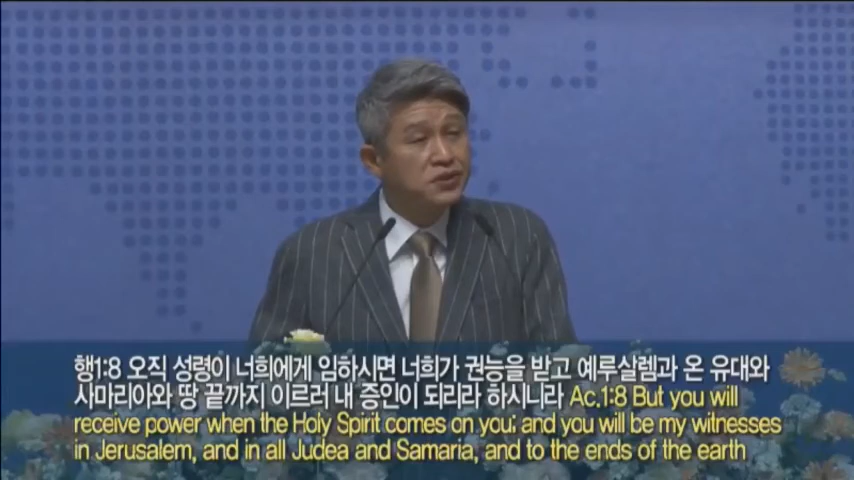 행1:8 오직 성령이 너희에게 임하시면 너희가 권능을 받고 예루살렘과 온 유대와
사마리아와 땅 끝까지 이르러 내 증인이 되리라 하시니라 Ac.1:8 But you will
receive power when the Holy Spirit comes on you; and you will be my witnesses
in Jerusalem, and in all Judea and Samaria, and to the ends of the earth